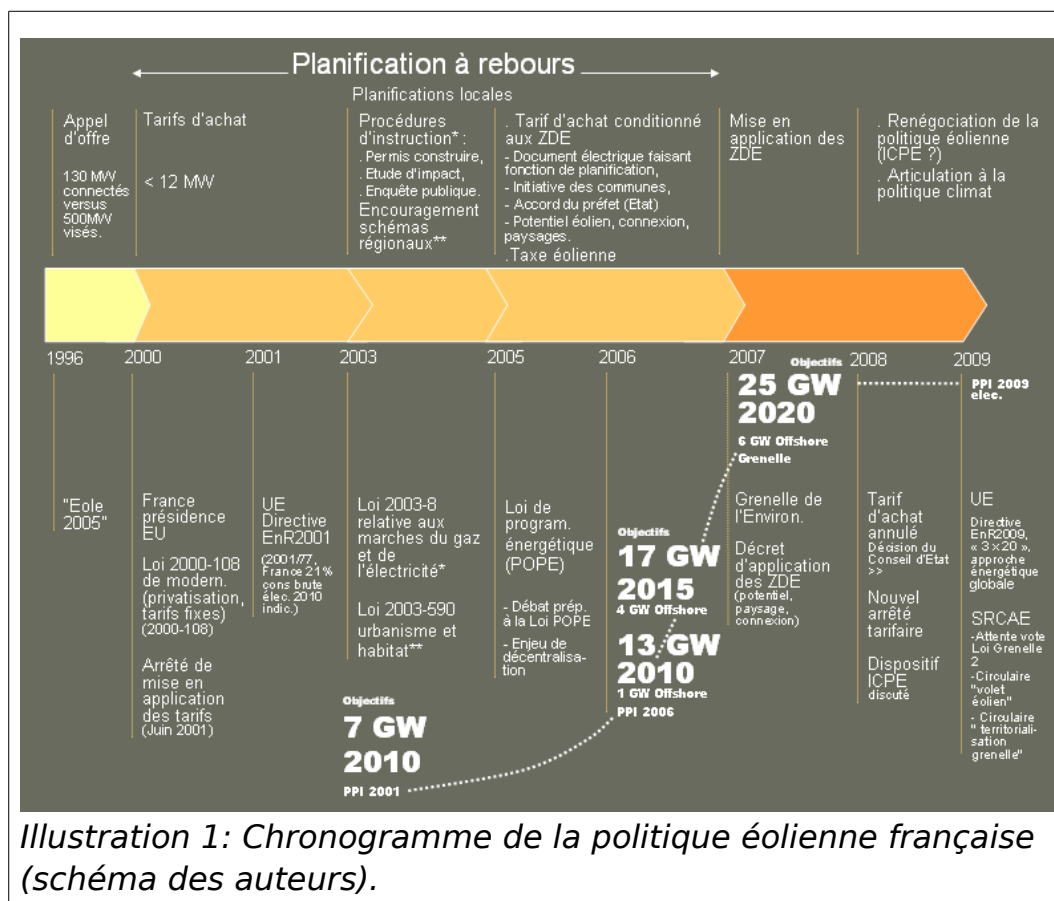 Planification à rebours
Planifications locales
Appel
d'offre
130 MW
connectés
versus
500MW
visés.
Tarifs d'achat
< 12 MW
Procédures
d'instruction* :
. Permis construire,
. Etude d'impact,
. Enquête publique.
Encouragement
schémas
régionaux**
. Tarif d'achat conditionné
aux ZDE
- Document électrique faisant
fonction de planification,
- Initiative des communes,
- Accord du préfet (Etat)
- Potentiel éolien, connexion,
paysages.
.Taxe éolienne
Mise en
application des
ZDE
. Renégociation de la
politique éolienne
(ICPE ?)
. Articulation à la
politique climat
1996 2000 2001 2003 2005 2006 2007 2008 2009
"Eole
2005"
France
présidence
EU
Loi 2000-108
de modern.
(privatisation,
tarifs fixes)
(2000-108)
Arrêté de
mise en
application
des tarifs
(Juin 2001)
UE
Directive
EnR2001
(2001/77,
France 21%
cons brute
élec. 2010
indic.)
Loi 2003-8
relative aux
marches du gaz
et de
l'électricité*
Loi 2003-590
urbanisme et
habitat**
Objectifs
7 GW
2010
PPI 2001
Loi de
program.
énergétique
(POPE)
- Débat prép.
à la Loi POPE
- Enjeu de
décentralisa-
tion
Objectifs
17 GW
2015
4 GW Offshore
13 GW
2010
1 GW Offshore
PPI 2006
Objectifs
25 GW
2020
6 GW Offshore
Grenelle
Grenelle de
l'Environ.
Décret
d'application
des ZDE
(potentiel,
paysage,
connexion)
Tarif
d'achat
annulé
Décision du
Conseil d'Etat
>>
Nouvel
arrêté
tarifaire
Dispositif
ICPE
discuté
PPI 2009
elec.
UE
Directive
EnR2009,
« 3×20 »,
approche
énergétique
globale
SRCAE
-Attente vote
Loi Grenelle
2
-Circulaire
"volet
éolien"
- Circulaire
" territoriali-
sation
grenelle"
Illustration 1: Chronogramme de la politique éolienne française
(schéma des auteurs).